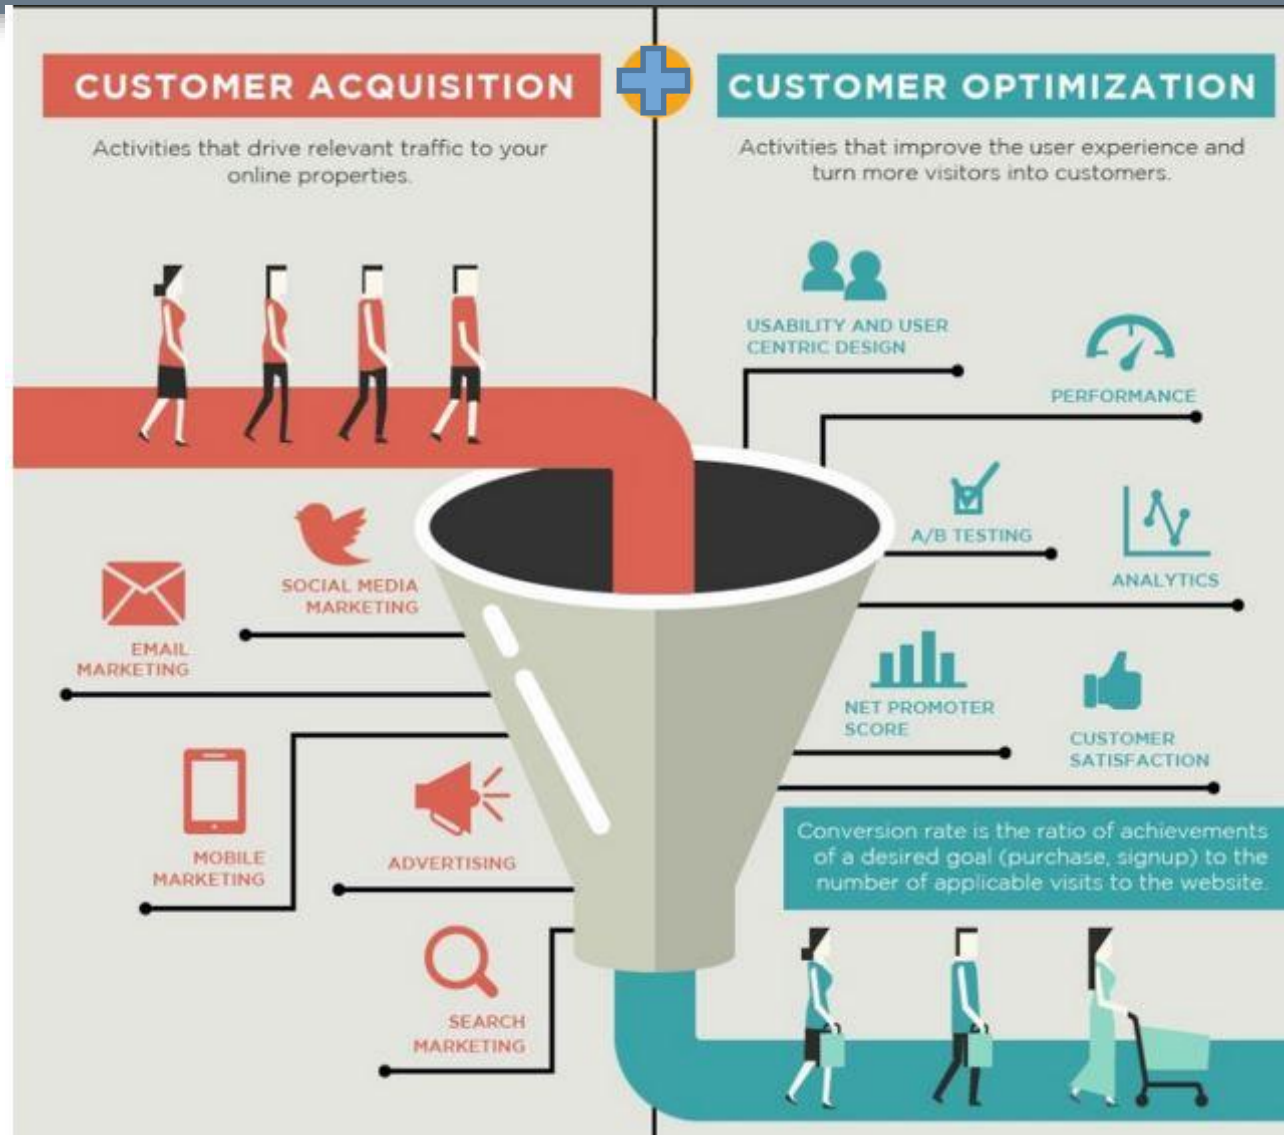 CUSTOMER ACQUISITION
Activities that drive relevant traffic to your
online properties.
SOCIAL MEDIA
MARKETING
EMAIL
MARKETING
MOBILE
MARKETING
ADVERTISING
SEARCH
MARKETING
CUSTOMER OPTIMIZATION
Activities that improve the user experience and
turn more visitors into customers.
USABILITY AND USER
CENTRIC DESIGN
PERFORMANCE
A/B TESTING
ANALYTICS
NET PROMOTER
SCORE
CUSTOMER
SATISFACTION
Conversion rate is the ratio of achievements
of a desired goal (purchase, signup) to the
number of applicable visits to the website.